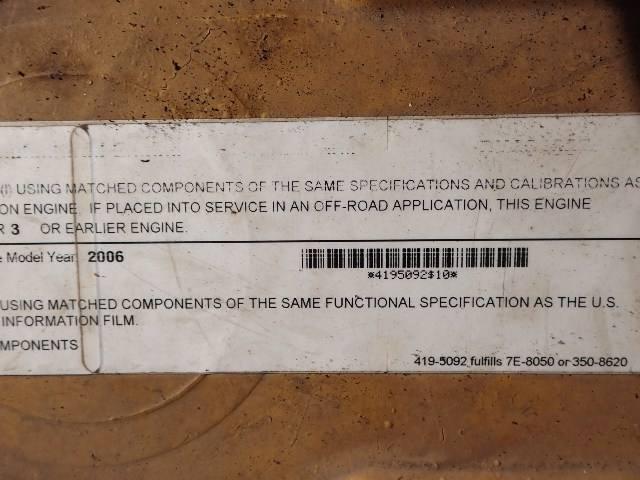 USING MATCHED COMPONENTS OF THE SAME SPECIFICATIONS AND CALIBRATIONS AS
ON ENGINE. IF PLACED INTO SERVICE IN AN OFF-ROAD APPLICATION, THIS ENGINE
R 3 OR EARLIER ENGINE.
e Model Year: 2006
*4195092$10*
USING MATCHED COMPONENTS OF THE SAME FUNCTIONAL SPECIFICATION AS THE U.S.
INFORMATION FILM.
MPONENTS
419-5092 fulfills 7E-8050 or 350-8620